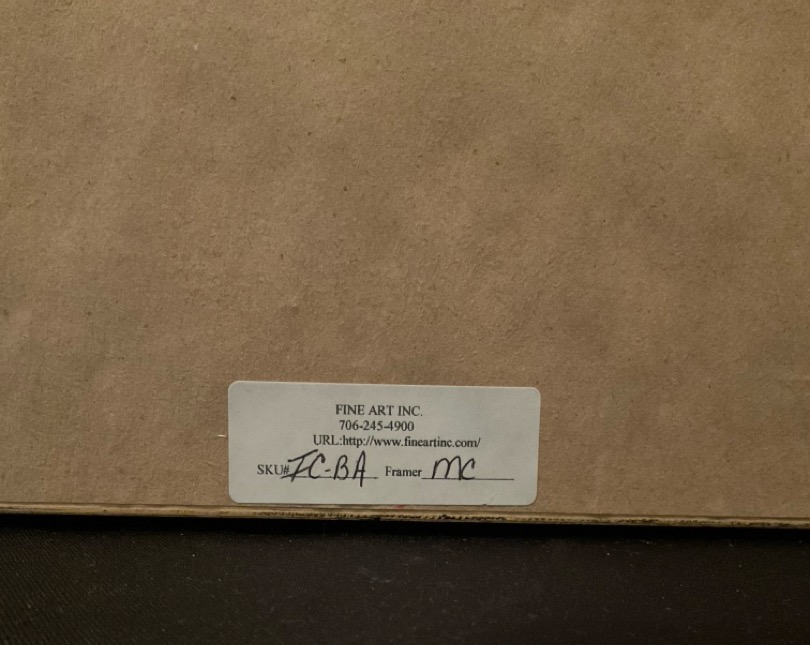 FINE ART INC.
706-245-4900
URL:http://www.fineartinc.com/
SKU# IC-BA Framer MC